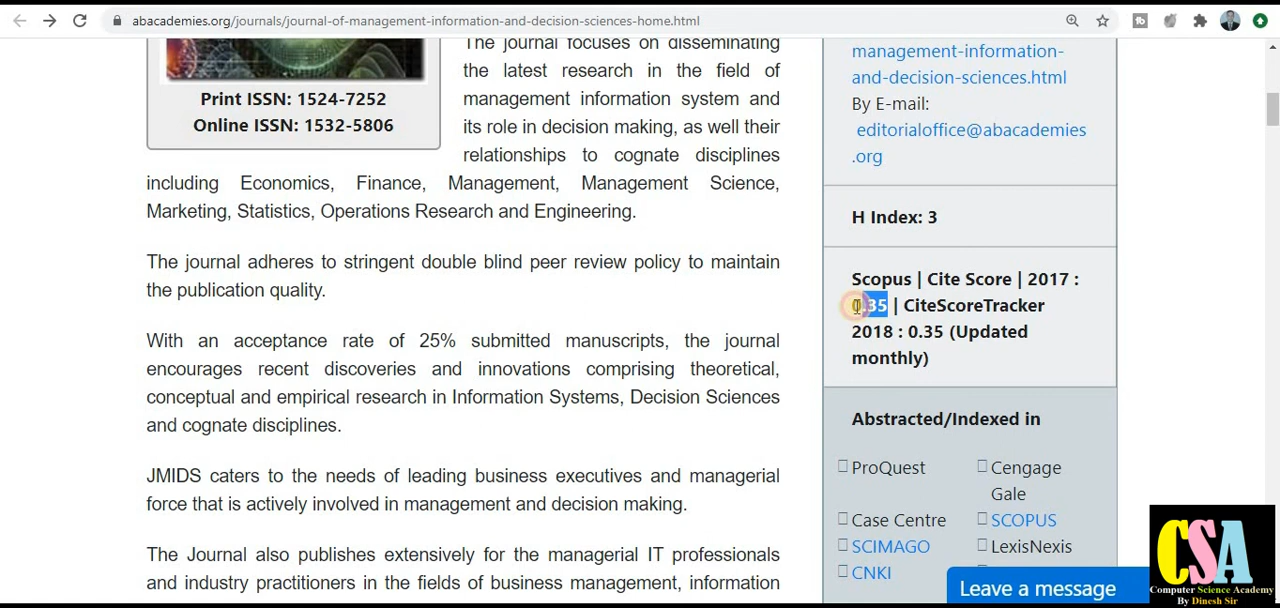 abacademies.org/journals/journal-of-management-information-and-decision-sciences-home.html
Print ISSN: 1524-7252
Online ISSN: 1532-5806
The journal focuses on disseminating
the latest research in the field of
management information system and
its role in decision making, as well their
relationships to cognate disciplines
including Economics, Finance, Management, Management Science,
Marketing, Statistics, Operations Research and Engineering.
The journal adheres to stringent double blind peer review policy to maintain
the publication quality.
With an acceptance rate of 25% submitted manuscripts, the journal
encourages recent discoveries and innovations comprising theoretical,
conceptual and empirical research in Information Systems, Decision Sciences
and cognate disciplines.
JMIDS caters to the needs of leading business executives and managerial
force that is actively involved in management and decision making.
The Journal also publishes extensively for the managerial IT professionals
and industry practitioners in the fields of business management, information
management-information-
and-decision-sciences.html
By E-mail:
editorialoffice@abacademies
.org
H Index: 3
Scopus | Cite Score | 2017 :
0.35 | CiteScoreTracker
2018 : 0.35 (Updated
monthly)
Abstracted/Indexed in
ProQuest
Cengage
Gale
Case Centre
SCOPUS
SCIMAGO
LexisNexis
CNKI
Leave a message
CSA
Computer Science Academy
By Dinesh Sir